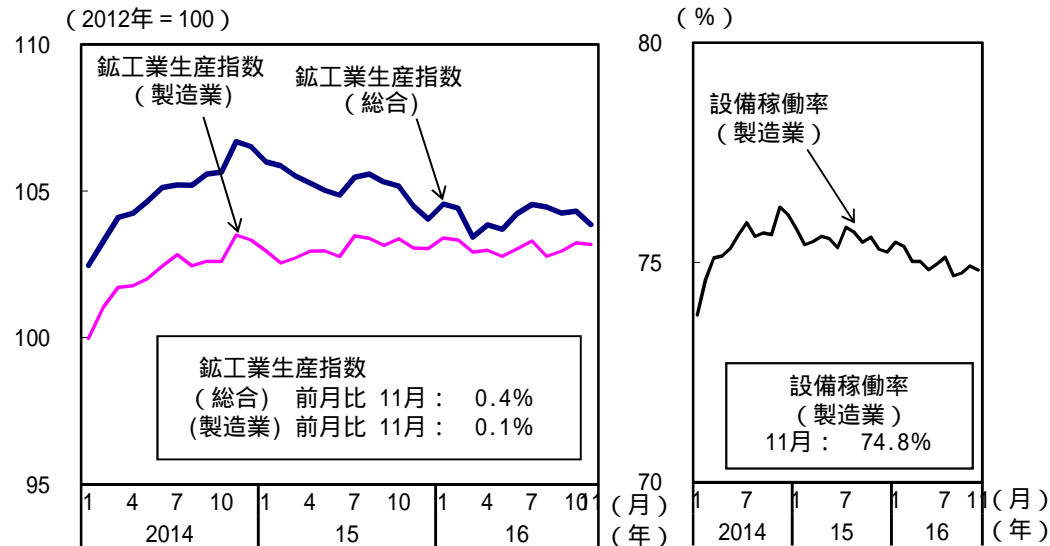 （2012年＝100）
110
105
100
95
鉱工業生産指数
（製造業）
鉱工業生産指数
（総合）
鉱工業生産指数
（総合） 前月比 11月： 0.4%
(製造業) 前月比 11月： 0.1%
1 4 7 10 1 4 7 10 1 4 7 10 11 （月）
2014 15 16 （年）
（%）
80
75
70
設備稼働率
（製造業）
設備稼働率
（製造業）
11月： 74.8%
1 7 1 7 1 7 11 （月）
2014 15 16 （年）